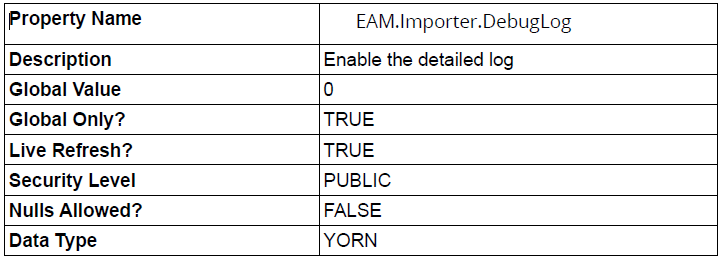 Property Name EAM.Importer.DebugLog
Description Enable the detailed log
Global Value 0
Global Only? TRUE
Live Refresh? TRUE
Security Level PUBLIC
Nulls Allowed? FALSE
Data Type YORN